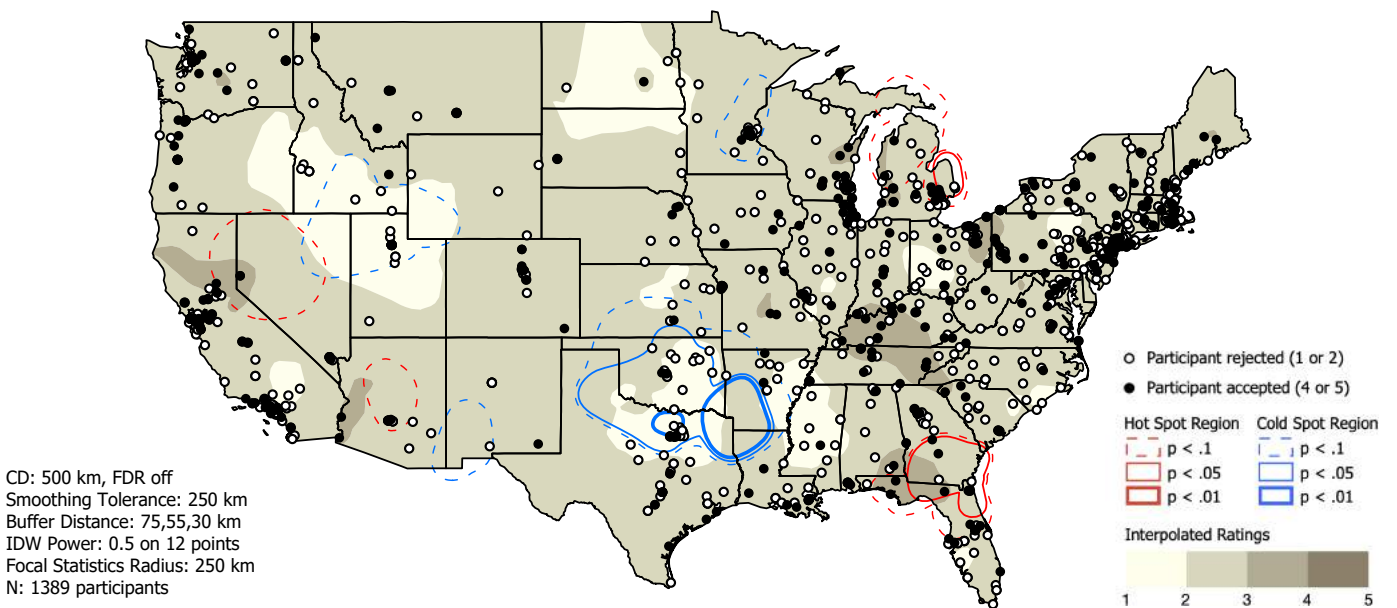 Participant rejected (1 or 2)
Participant accepted (4 or 5)
Hot Spot Region Cold Spot Region
p < .1 p < .1
p < .05 p < .05
p < .01 p < .01
Interpolated Ratings
1 2 3 4 5
CD: 500 km, FDR off
Smoothing Tolerance: 250 km
Buffer Distance: 75,55,30 km
IDW Power: 0.5 on 12 points
Focal Statistics Radius: 250 km
N: 1389 participants